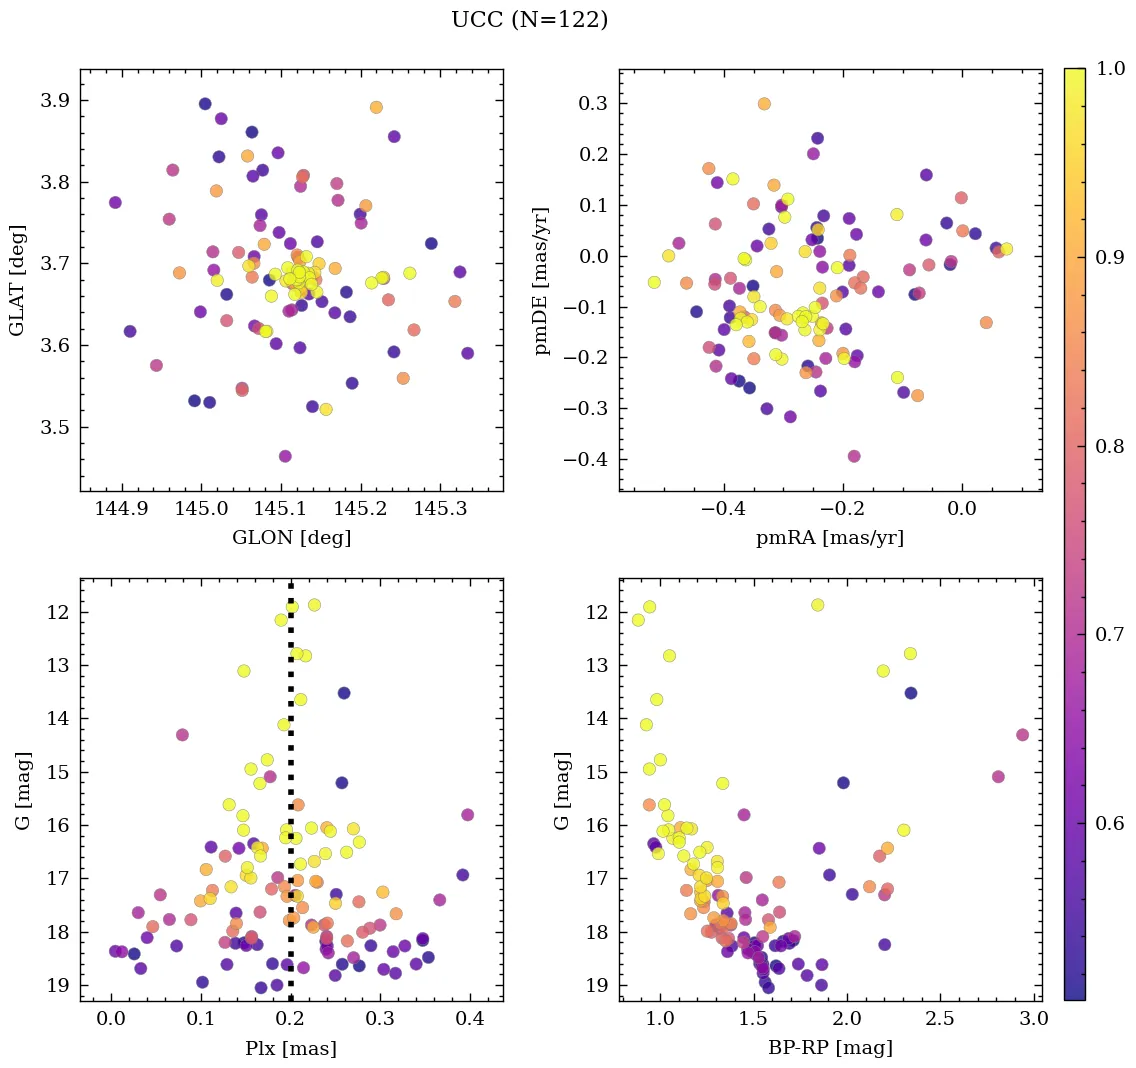 UCC (N=122)
3.9
3.8
3.7
3.6
3.5
GLAT [deg]
144.9 145.0 145.1 145.2 145.3
GLON [deg]
0.3
0.2
0.1
0.0
−0.1
−0.2
−0.3
−0.4
pmDE [mas/yr]
−0.4 −0.2 0.0
pmRA [mas/yr]
12
13
14
15
16
17
18
19
G [mag]
0.0 0.1 0.2 0.3 0.4
Plx [mas]
12
13
14
15
16
17
18
19
G [mag]
1.0 1.5 2.0 2.5 3.0
BP-RP [mag]
1.0
0.9
0.8
0.7
0.6